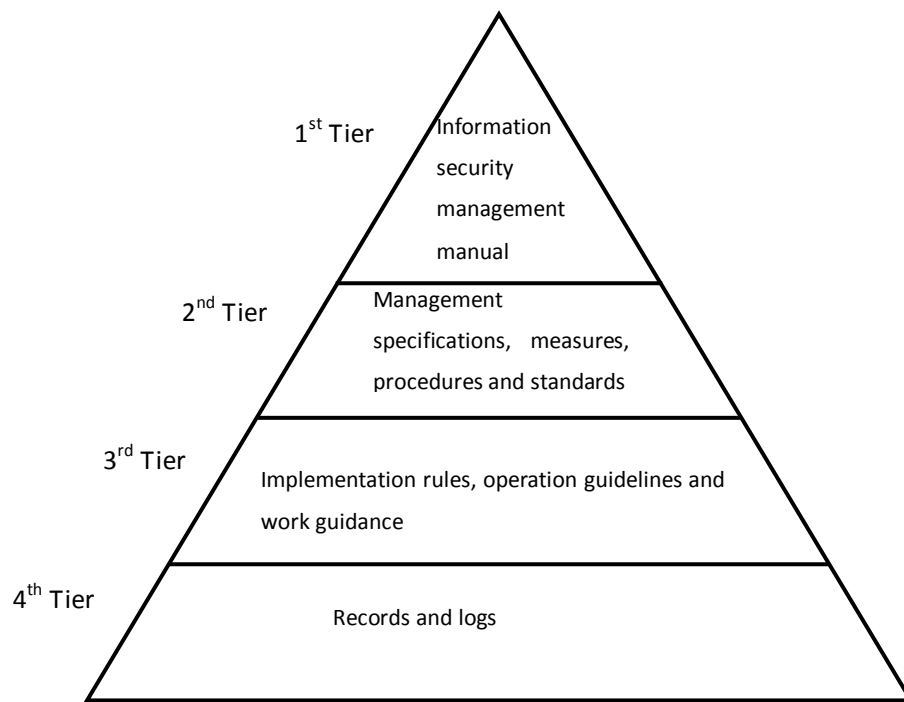 1st Tier
Information
security
management
manual
2nd Tier
Management
specifications, measures,
procedures and standards
3rd Tier
Implementation rules, operation guidelines and
work guidance
4th Tier
Records and logs